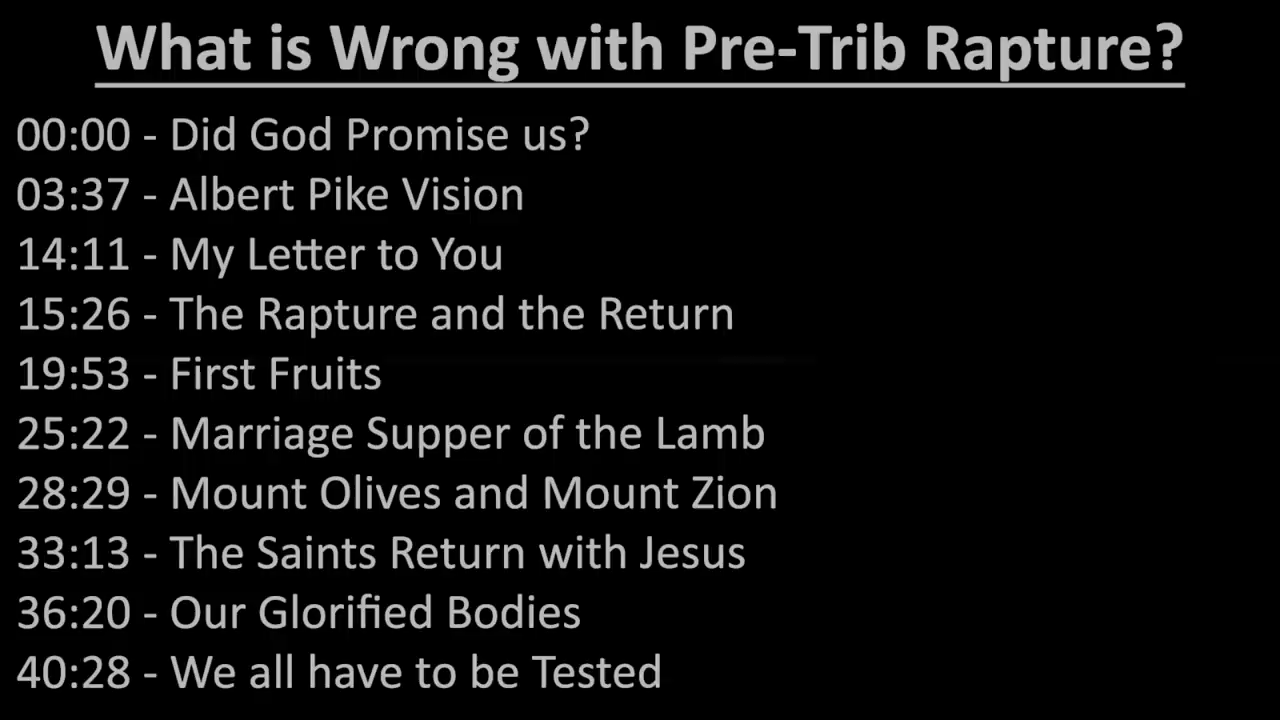 What is Wrong with Pre-Trib Rapture?
00:00 - Did God Promise us?
03:37 - Albert Pike Vision
14:11 - My Letter to You
15:26 - The Rapture and the Return
19:53 - First Fruits
25:22 - Marriage Supper of the Lamb
28:29 - Mount Olives and Mount Zion
33:13 - The Saints Return with Jesus
36:20 - Our Glorified Bodies
40:28 - We all have to be Tested